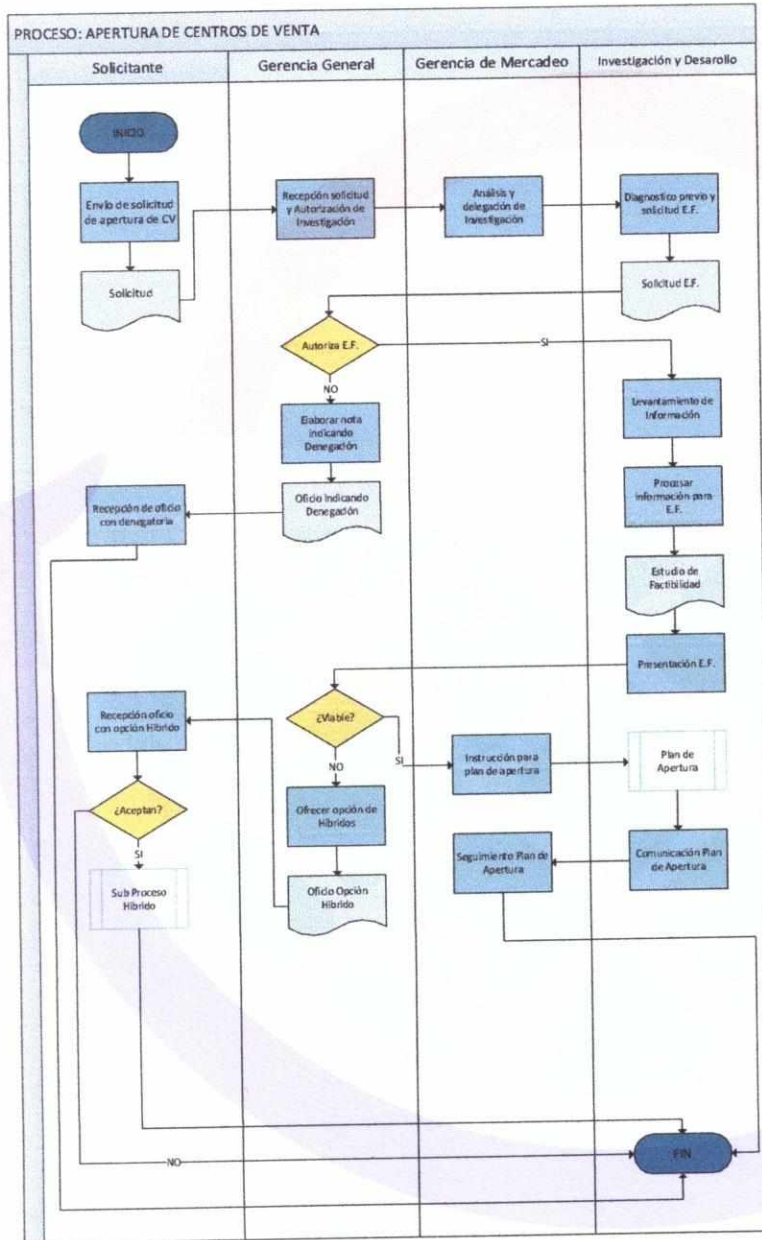 PROCESO: APERTURA DE CENTROS DE VENTA
Solicitante
Gerencia General
Gerencia de Mercadeo
Investigación y Desarollo
INICIO
Envío de solicitud
de apertura de CV
Recepción solicitud
y Autorización de
Investigación
Análisis y
delegación de
Investigación
Diagnostico previo y
solicitud E.F.
Solicitud
Solicitud E.F.
Autoriza E.F.
SI
NO
Levantamiento de
Información
Elaborar nota
indicando
Denegación
Procesar
información para
E.F.
Oficio indicando
Denegación
Recepción de oficio
con denegatoria
Estudio de
Factibilidad
Presentación E.F.
Recepción oficio
con opción Híbrido
¿Viable?
SI
NO
Instrucción para
plan de apertura
Plan de
Apertura
¿Aceptan?
SI
Ofrecer opción de
Híbridos
Seguimiento Plan de
Apertura
Comunicación Plan
de Apertura
Sub Proceso
Híbrido
Oficio Opción
Híbrido
NO
FIN